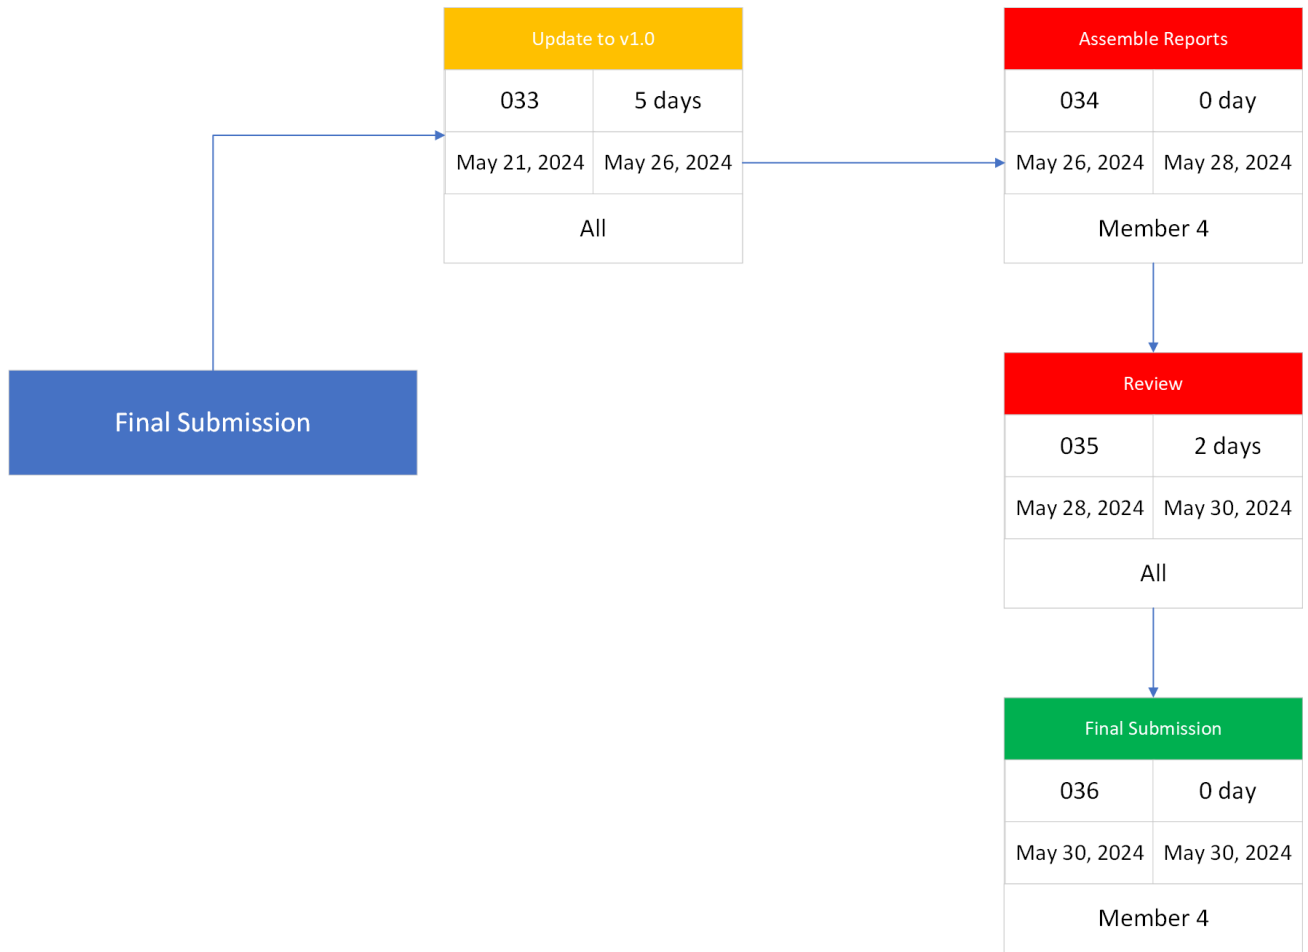 Update to v1.0
033 5 days
May 21, 2024 May 26, 2024
All
Assemble Reports
034 0 day
May 26, 2024 May 28, 2024
Member 4
Final Submission
Review
035 2 days
May 28, 2024 May 30, 2024
All
Final Submission
036 0 day
May 30, 2024 May 30, 2024
Member 4